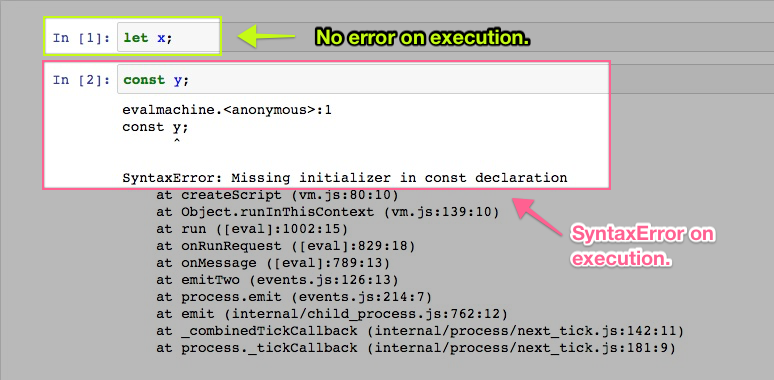 In [1]: let x;
No error on execution.
In [2]: const y;
evalmachine.<anonymous>:1
const y;
^
SyntaxError: Missing initializer in const declaration
at createScript (vm.js:80:10)
at Object.runInThisContext (vm.js:139:10)
at run ([eval]:1002:15)
at onRunRequest ([eval]:829:18)
at onMessage ([eval]:789:13)
at emitTwo (events.js:126:13)
at process.emit (events.js:214:7)
at emit (internal/child_process.js:762:12)
at _combinedTickCallback (internal/process/next_tick.js:142:11)
at process._tickCallback (internal/process/next_tick.js:181:9)
SyntaxError on
execution.